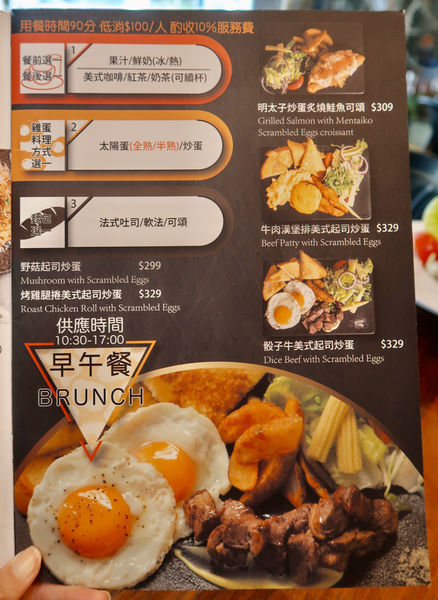 用餐時間90分 低消$100/人 酌收10%服務費
餐前選一
餐後選一
1
果汁/鮮奶(冰/熱)
美式咖啡/紅茶/奶茶(可續杯)
雞蛋
料理
方式
選一
2
太陽蛋(全熟/半熟)/炒蛋
麵包
選一
3
法式吐司/軟法/可頌
野菇起司炒蛋 $299
Mushroom with Scrambled Eggs
烤雞腿捲美式起司炒蛋 $329
Roast Chicken Roll with Scrambled Eggs
明太子炒蛋炙燒鮭魚可頌 $309
Grilled Salmon with Mentaiko
Scrambled Eggs croissant
牛肉漢堡排美式起司炒蛋 $329
Beef Patty with Scrambled Eggs
骰子牛美式起司炒蛋 $329
Dice Beef with Scrambled Eggs
供應時間
10:30-17:00
早午餐
BRUNCH